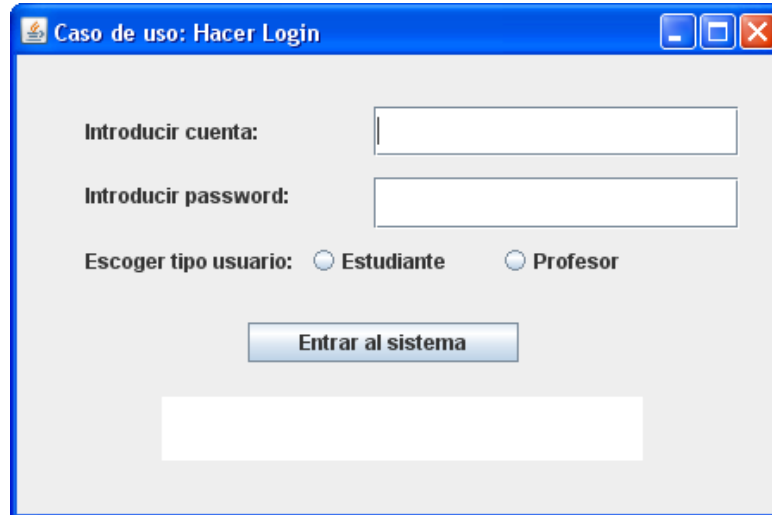 Caso de uso: Hacer Login
Introducir cuenta:
Introducir password:
Escoger tipo usuario: Estudiante Profesor
Entrar al sistema